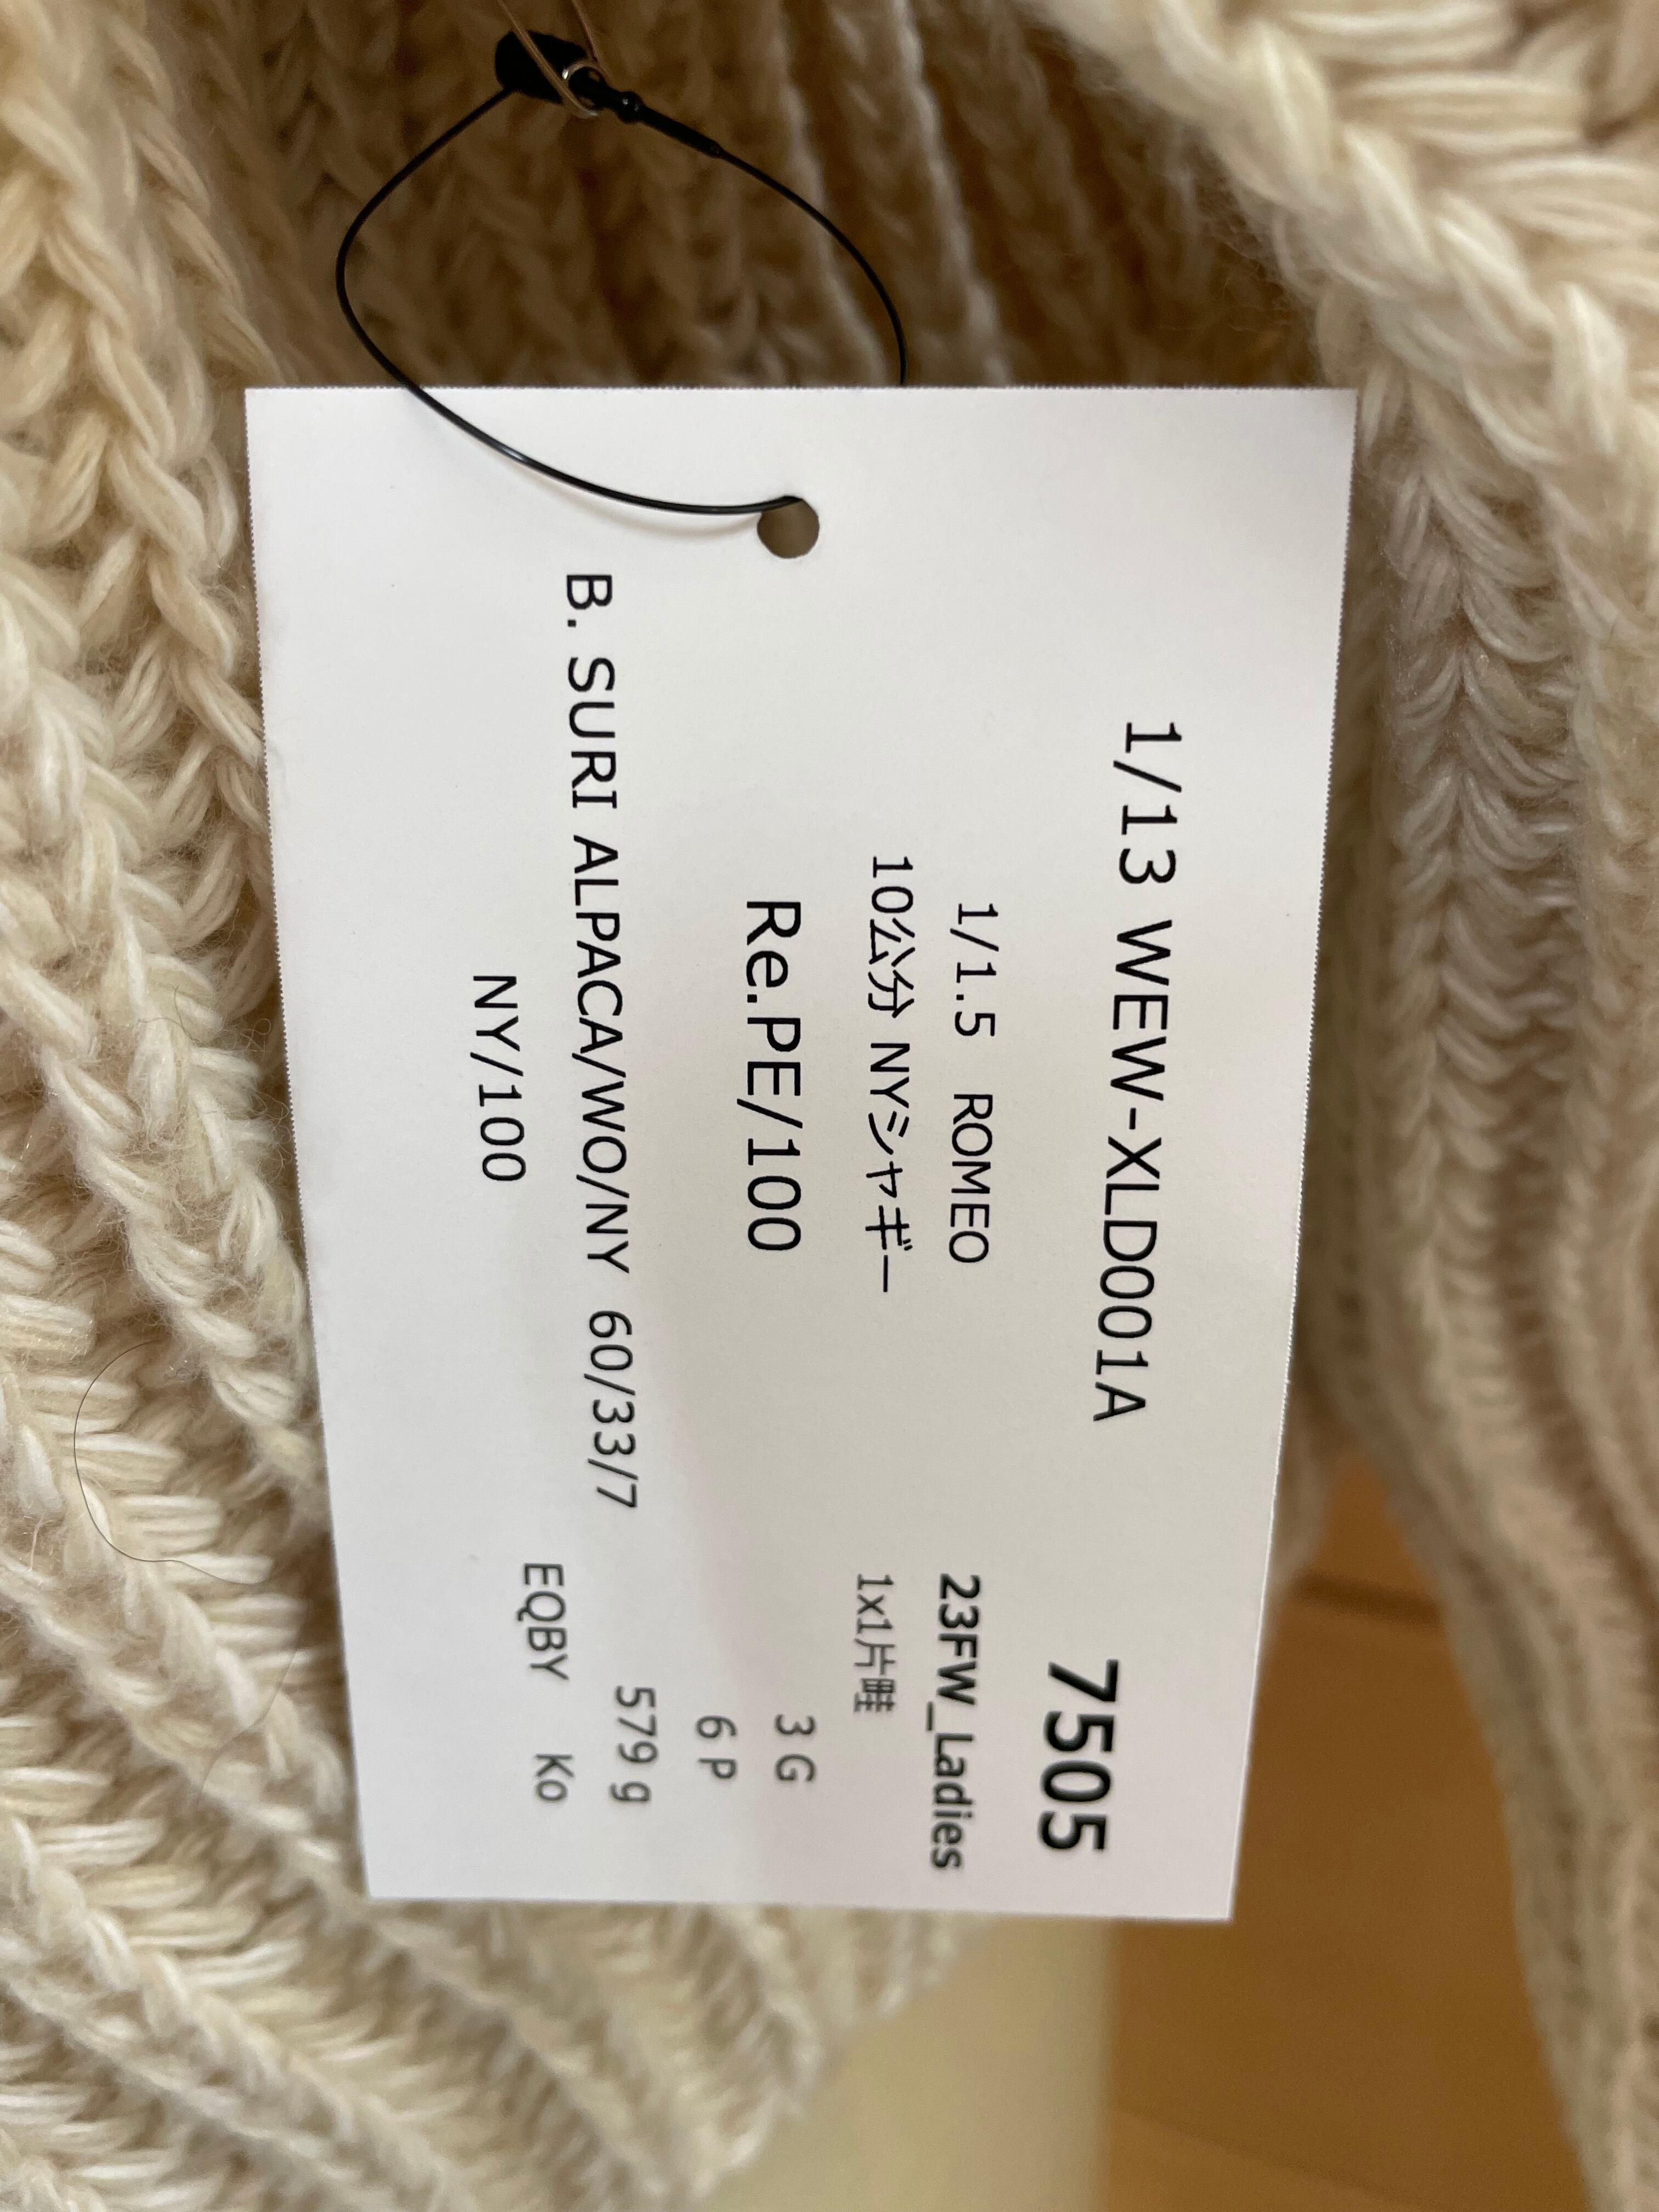 7505
1/13 WEW-XLD001A
23FW_Ladies
1/1.5 ROMEO
1x1片畦
10公分 NYシャギー
3 G
Re.PE/100
6 P
B. SURI ALPACA/WO/NY 60/33/7
579 g
NY/100
EQBY Ko